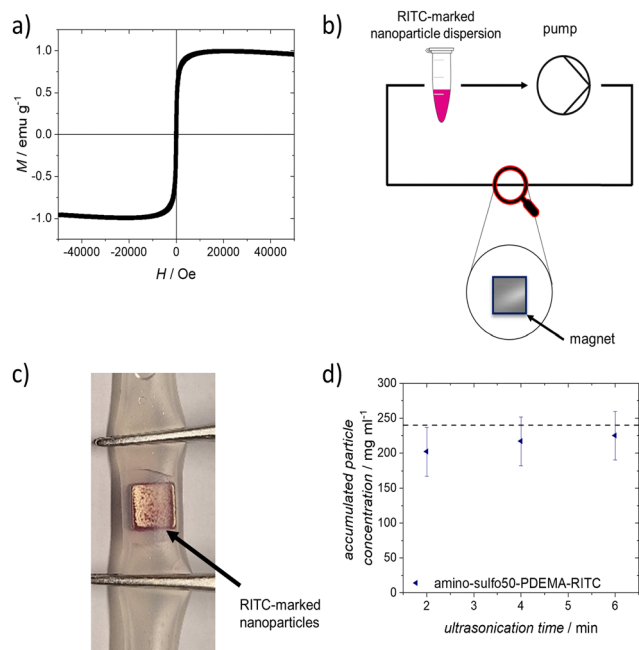 a)
1.0
0.5
0.0
-0.5
-1.0
M / emu g-1
-40000 -20000 0 20000 40000
H / Oe
b)
RITC-marked
nanoparticle dispersion
pump
magnet
c)
RITC-marked
nanoparticles
d)
300
250
200
150
100
50
0
accumulated particle
concentration / mg ml-1
amino-sulfo50-PDEMA-RITC
2 4 6
ultrasonication time / min